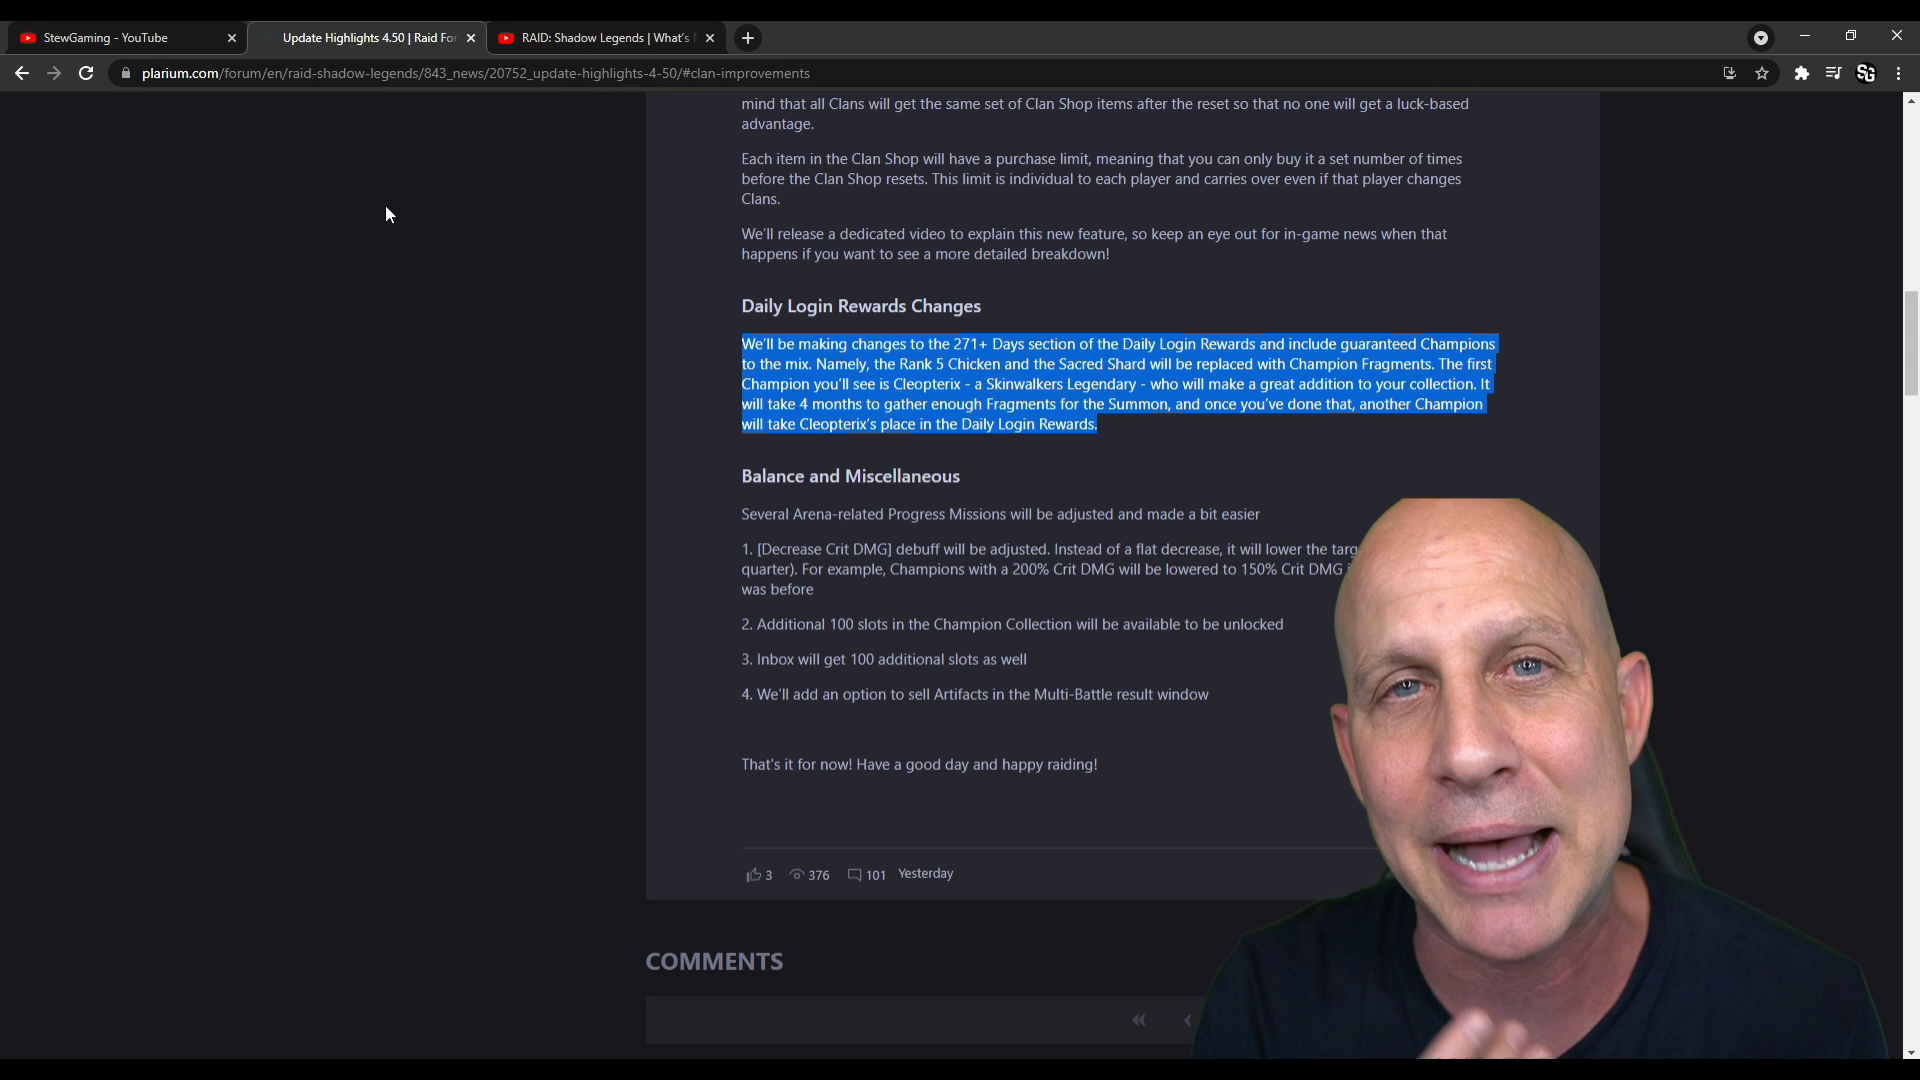 StewGaming - YouTube
Update Highlights 4.50 | Raid For
RAID: Shadow Legends | What's
plarium.com/forum/en/raid-shadow-legends/843_news/20752_update-highlights-4-50/#clan-improvements
SG
mind that all Clans will get the same set of Clan Shop items after the reset so that no one will get a luck-based
advantage.
Each item in the Clan Shop will have a purchase limit, meaning that you can only buy it a set number of times
before the Clan Shop resets. This limit is individual to each player and carries over even if that player changes
Clans.
We'll release a dedicated video to explain this new feature, so keep an eye out for in-game news when that
happens if you want to see a more detailed breakdown!
Daily Login Rewards Changes
We'll be making changes to the 271+ Days section of the Daily Login Rewards and include guaranteed Champions
to the mix. Namely, the Rank 5 Chicken and the Sacred Shard will be replaced with Champion Fragments. The first
Champion you'll see is Cleopterix - a Skinwalkers Legendary - who will make a great addition to your collection. It
will take 4 months to gather enough Fragments for the Summon, and once you've done that, another Champion
will take Cleopterix's place in the Daily Login Rewards.
Balance and Miscellaneous
Several Arena-related Progress Missions will be adjusted and made a bit easier
1. [Decrease Crit DMG] debuff will be adjusted. Instead of a flat decrease, it will lower the targ
quarter). For example, Champions with a 200% Crit DMG will be lowered to 150% Crit DMG
was before
2. Additional 100 slots in the Champion Collection will be available to be unlocked
3. Inbox will get 100 additional slots as well
4. We'll add an option to sell Artifacts in the Multi-Battle result window
That's it for now! Have a good day and happy raiding!
3 376 101 Yesterday
COMMENTS